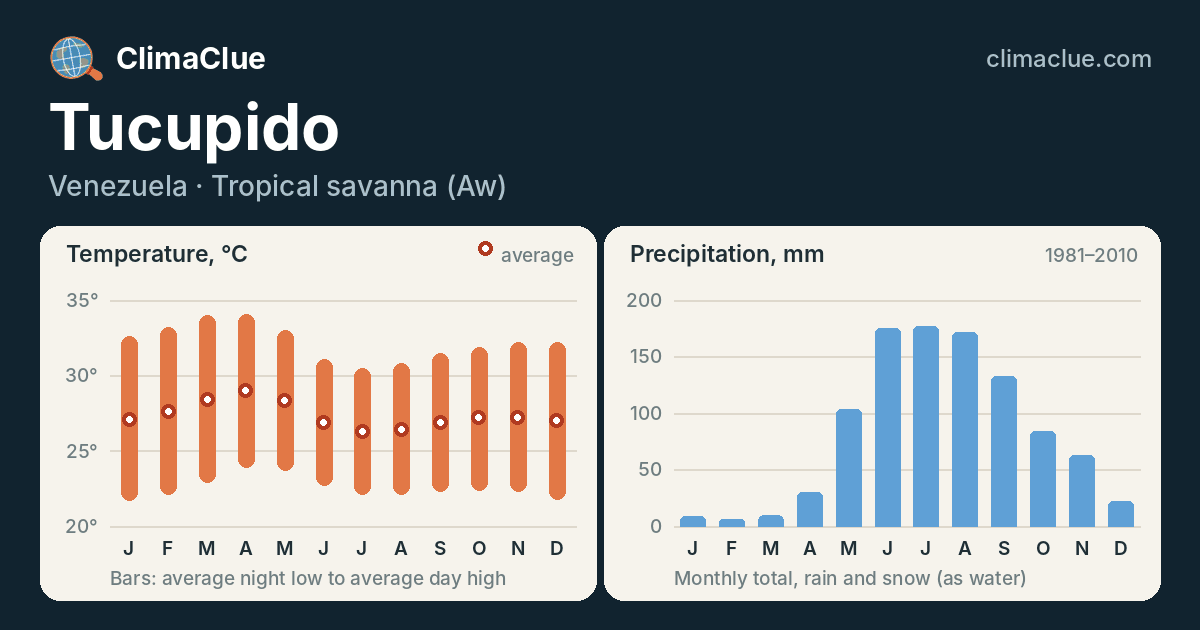 ClimaClue
climaclue.com
Tucupido
Venezuela · Tropical savanna (Aw)
Temperature, °C
average
35°
30°
25°
20°
J F M A M J J A S O N D
Bars: average night low to average day high
Precipitation, mm
1981–2010
200
150
100
50
0
J F M A M J J A S O N D
Monthly total, rain and snow (as water)